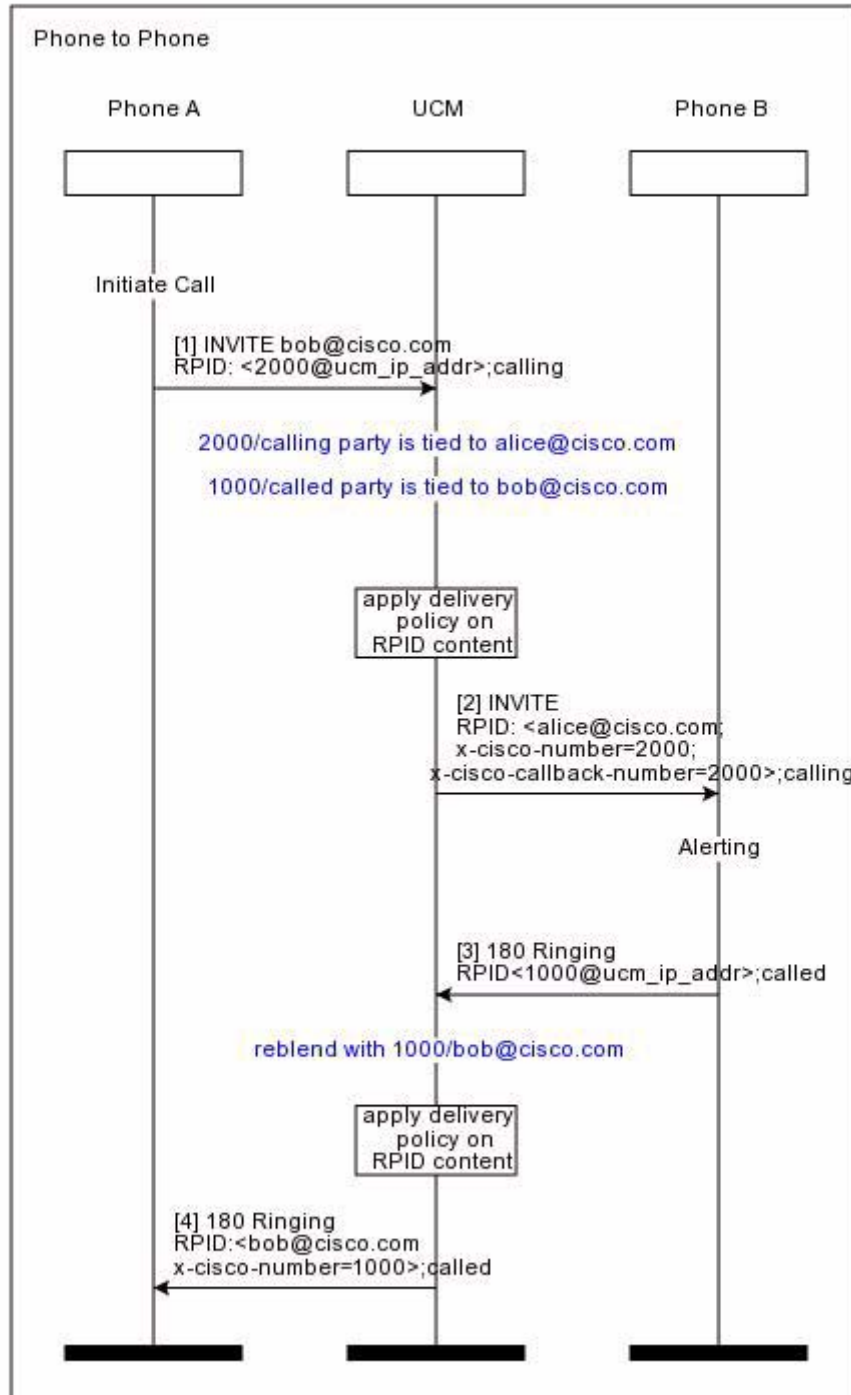 Phone to Phone
Phone A
UCM
Phone B
Initiate Call
[1] INVITE bob@cisco.com
RPID: <2000@ucm_ip_addr>;calling
2000/calling party is tied to alice@cisco.com
1000/called party is tied to bob@cisco.com
apply delivery
policy on
RPID content
[2] INVITE
RPID: <alice@cisco.com;
x-cisco-number=2000;
x-cisco-callback-number=2000>;calling
Alerting
[3] 180 Ringing
RPID<1000@ucm_ip_addr>;called
reblend with 1000/bob@cisco.com
apply delivery
policy on
RPID content
[4] 180 Ringing
RPID:<bob@cisco.com
x-cisco-number=1000>;called